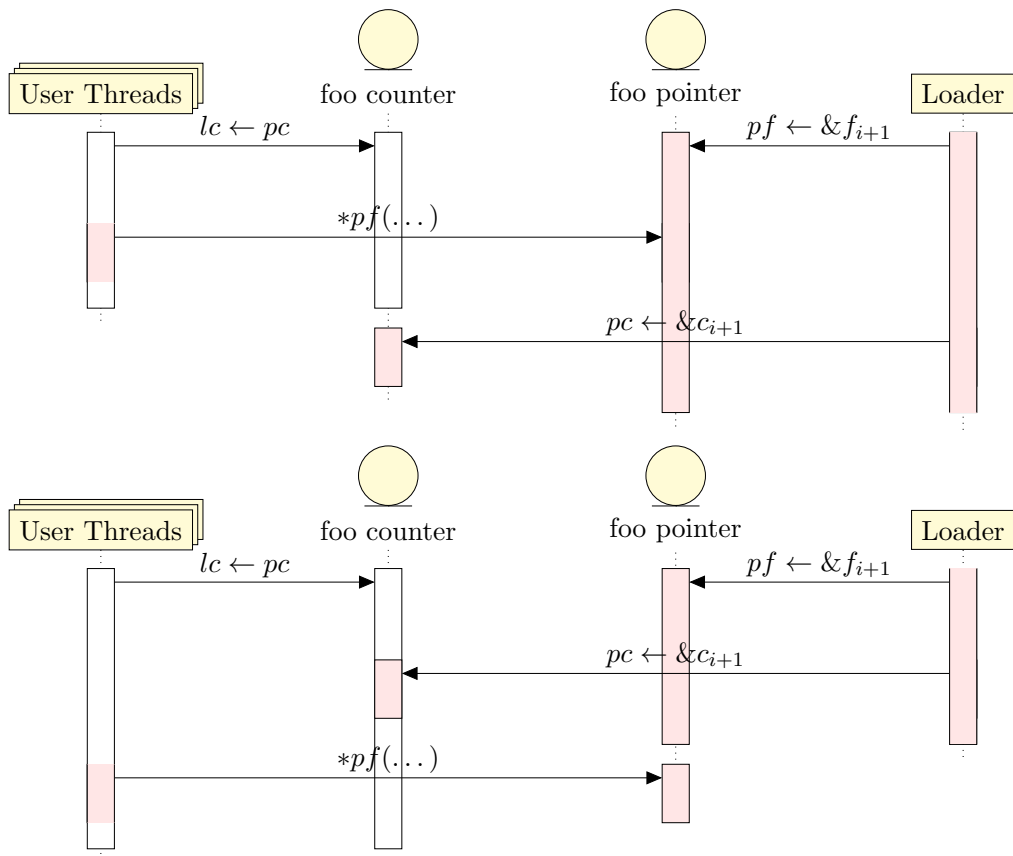 User Threads
foo counter
foo pointer
Loader
lc ← pc
pf ← &f_{i+1}
*pf(...)
pc ← &c_{i+1}
User Threads
foo counter
foo pointer
Loader
lc ← pc
pf ← &f_{i+1}
pc ← &c_{i+1}
*pf(...)